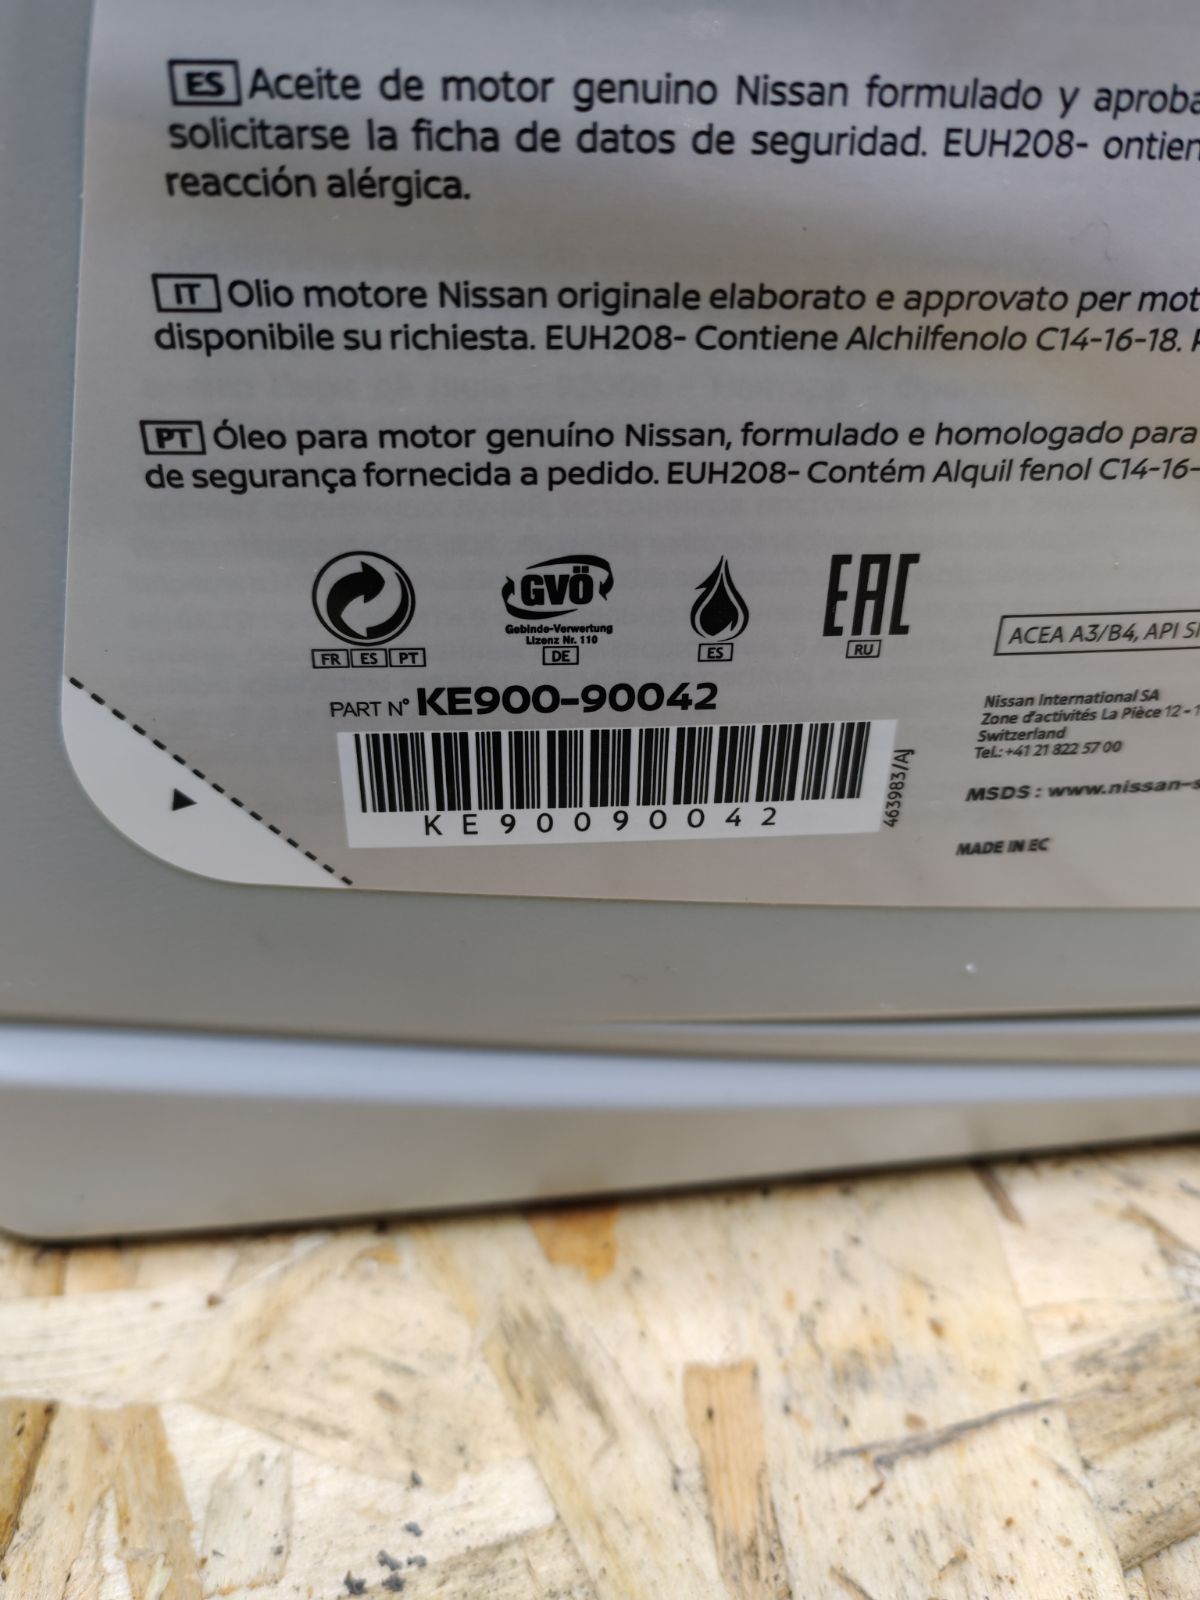 ES Aceite de motor genuino Nissan formulado y aproba
solicitarse la ficha de datos de seguridad. EUH208- ontien
reacción alérgica.
IT Olio motore Nissan originale elaborato e approvato per mot
disponibile su richiesta. EUH208- Contiene Alchilfenolo C14-16-18.
PT Óleo para motor genuíno Nissan, formulado e homologado para
de segurança fornecida a pedido. EUH208- Contém Alquil fenol C14-16-
GVÖ
Gebinde-Verwertung
Lizenz Nr. 110
EAC
FR ES PT
DE
ES
RU
ACEA A3/B4, API
PART N° KE900-90042
KE90090042
463983/AJ
Nissan International SA
Zone d'activités La Pièce 12 -
Switzerland
Tel.: +41 21 822 57 00
MSDS : www.nissan-s
MADE IN EC